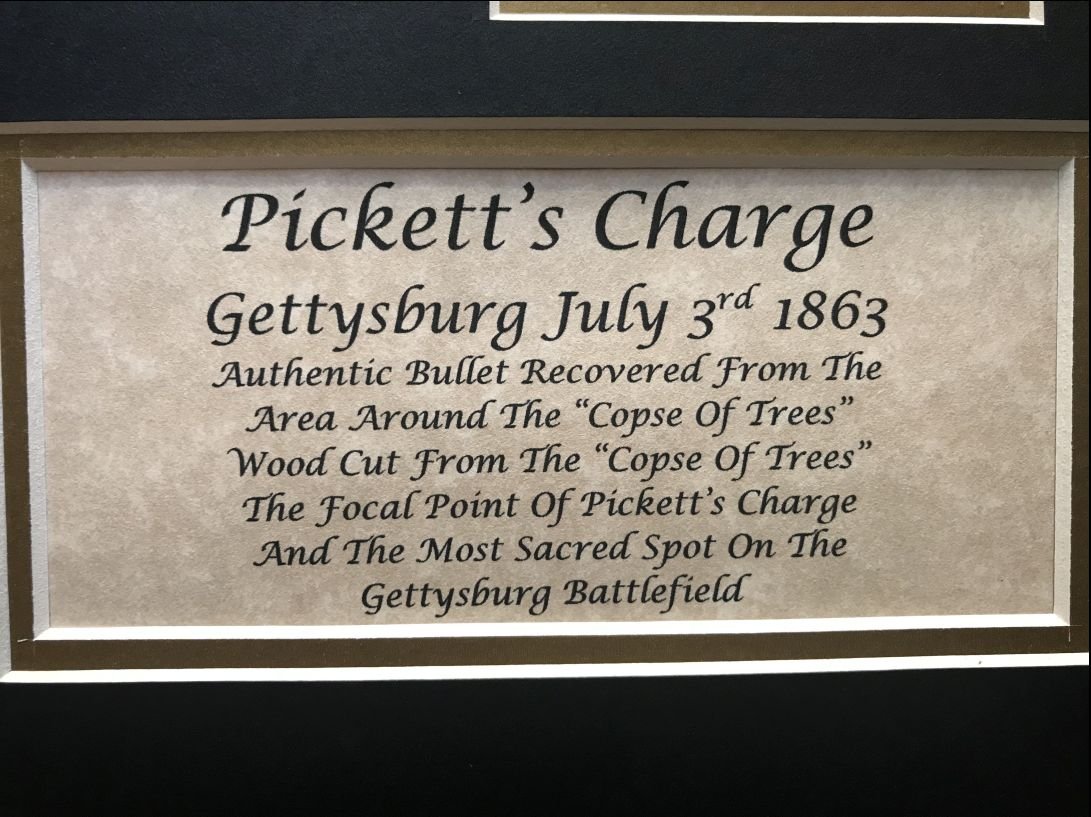 Pickett's Charge
Gettysburg July 3rd 1863
Authentic Bullet Recovered From The
Area Around The “Copse Of Trees”
Wood Cut From The “Copse Of Trees”
The Focal Point Of Pickett's Charge
And The Most Sacred Spot On The
Gettysburg Battlefield